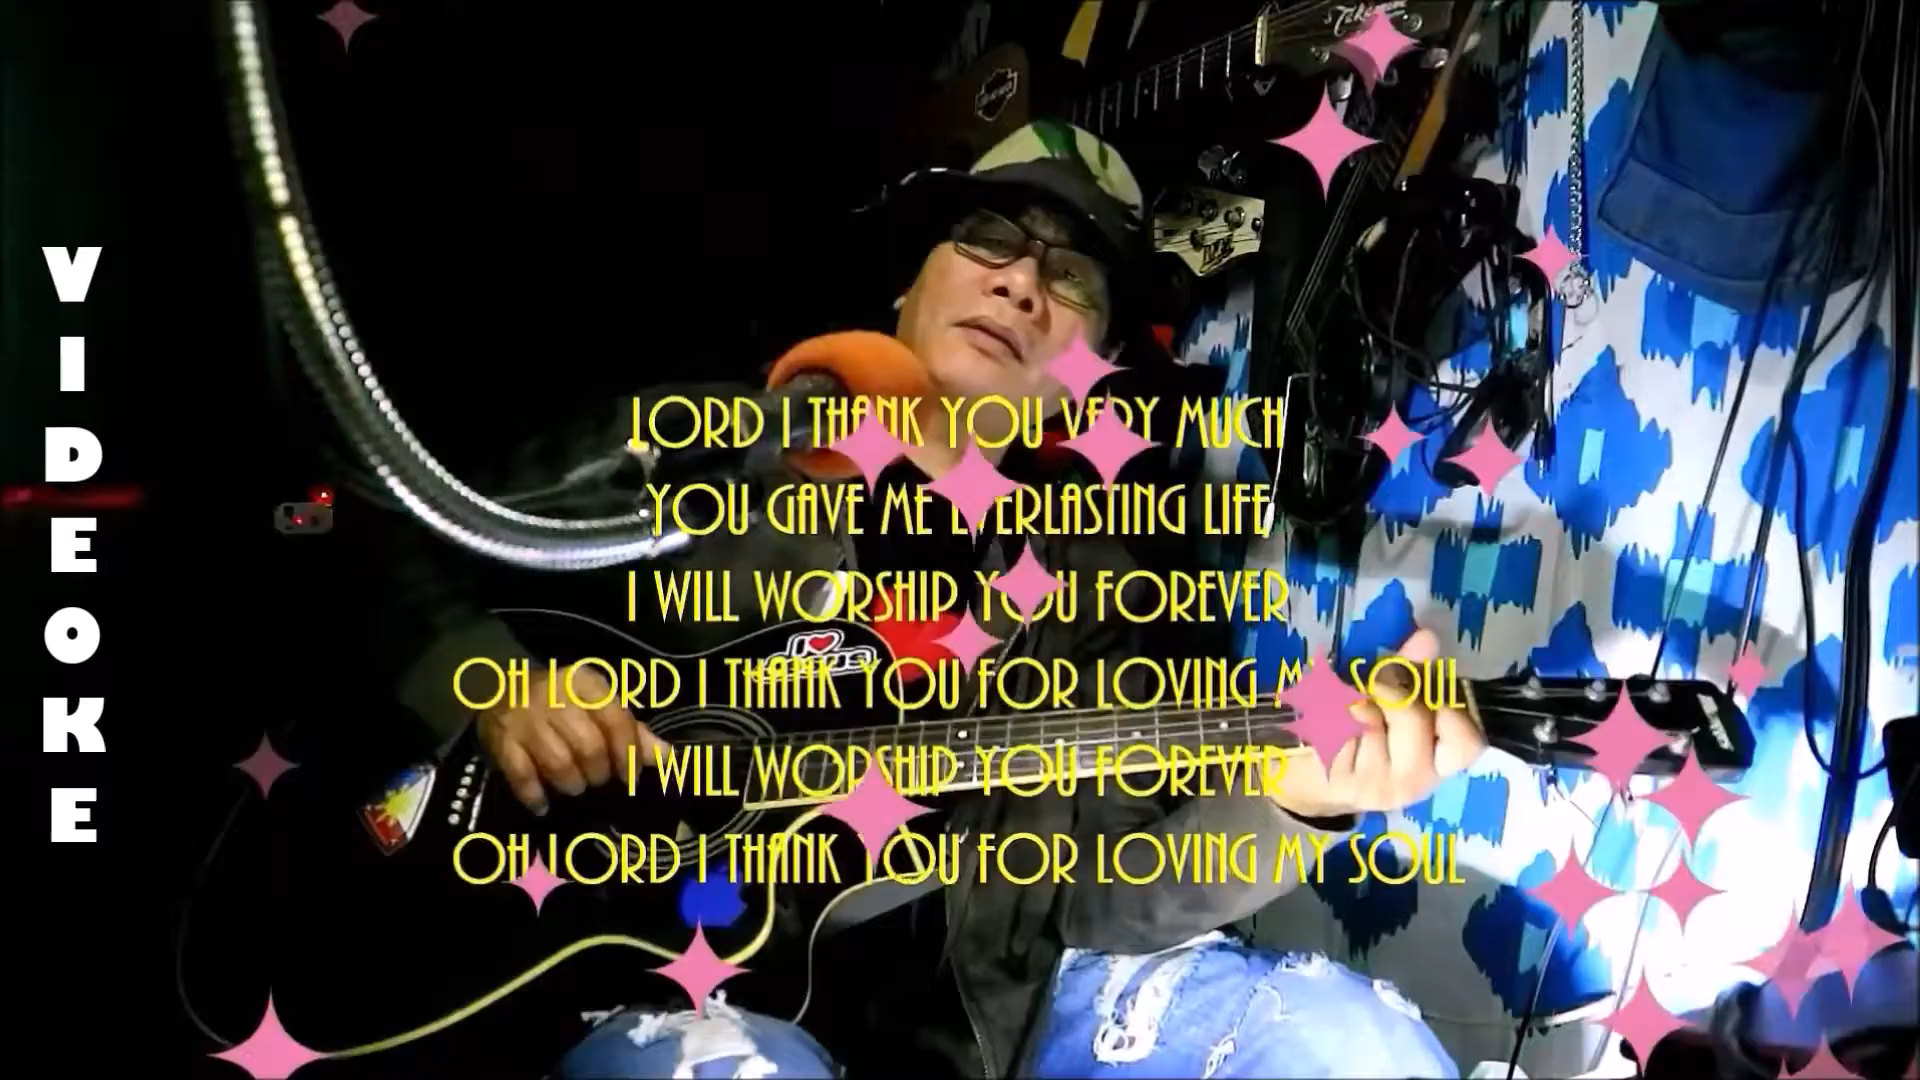 VIDEOKE
LORD I THANK YOU VERY MUCH
YOU GAVE ME EVERLASTING LIFE
I WILL WORSHIP YOU FOREVER
OH LORD I THANK YOU FOR LOVING MY SOUL
I WILL WORSHIP YOU FOREVER
OH LORD I THANK YOU FOR LOVING MY SOUL